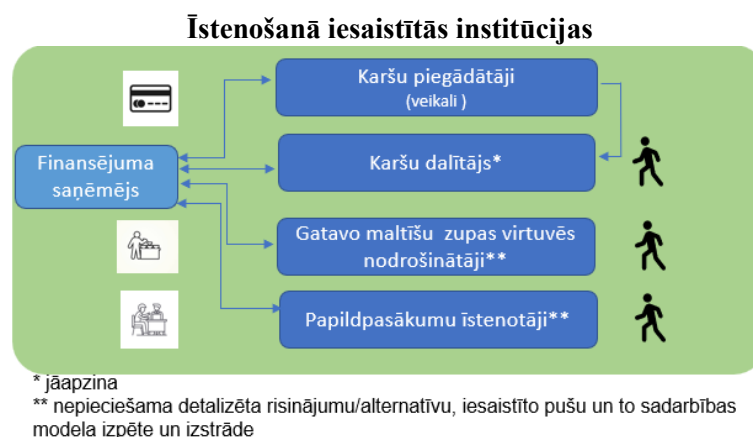 Īstenošanā iesaistītās institūcijas
Karšu piegādātāji
(veikali )
Finansējuma
saņēmējs
Karšu dalītājs*
Gatavo maltīšu zupas virtuvēs
nodrošinātāji**
Papildpasākumu īstenotāji**
* jāapzina
** nepieciešama detalizēta risinājumu/alternatīvu, iesaistīto pušu un to sadarbības
modeļa izpēte un izstrāde